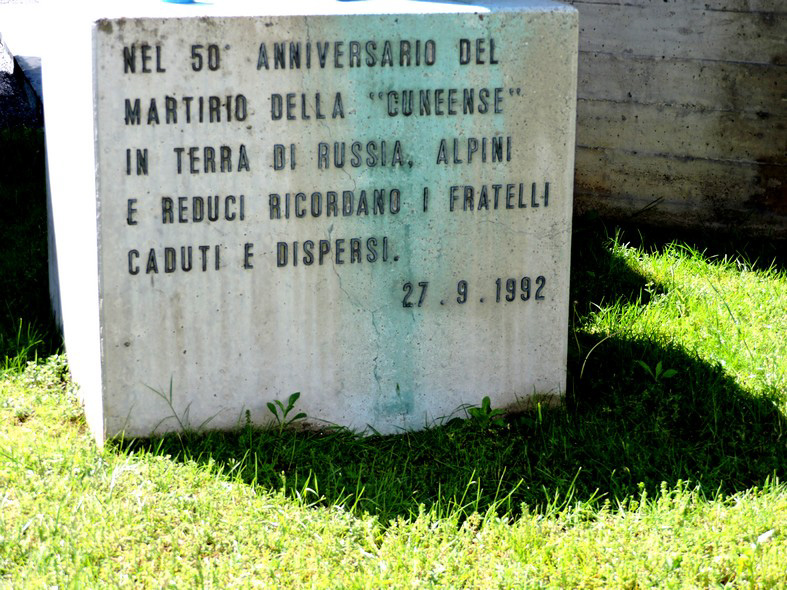 NEL 50° ANNIVERSARIO DEL
MARTIRIO DELLA "CUNEENSE"
IN TERRA DI RUSSIA, ALPINI
E REDUCI RICORDANO I FRATELLI
CADUTI E DISPERSI.
27.9.1992